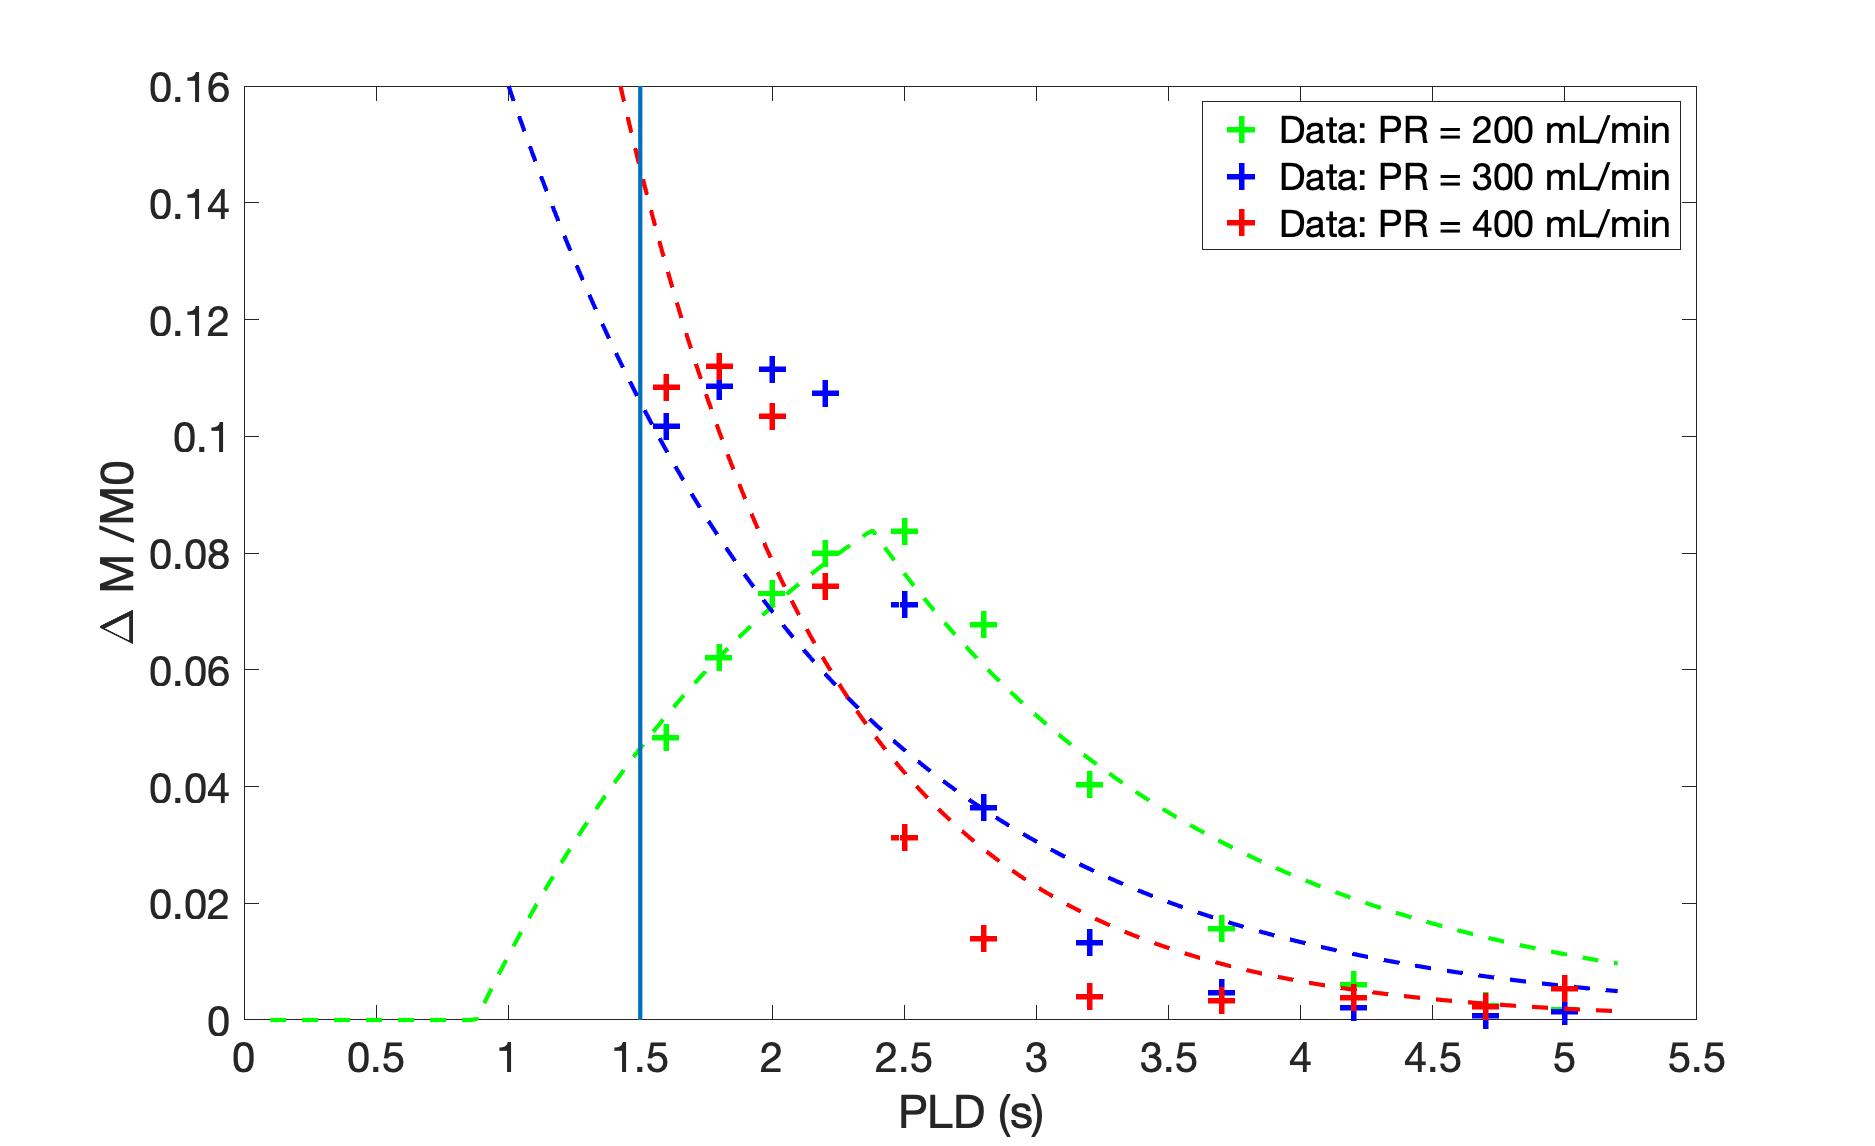 Data: PR = 200 mL/min
Data: PR = 300 mL/min
Data: PR = 400 mL/min
0.16
0.14
0.12
0.1
0.08
0.06
0.04
0.02
0
Δ M /M0
0 0.5 1 1.5 2 2.5 3 3.5 4 4.5 5 5.5
PLD (s)